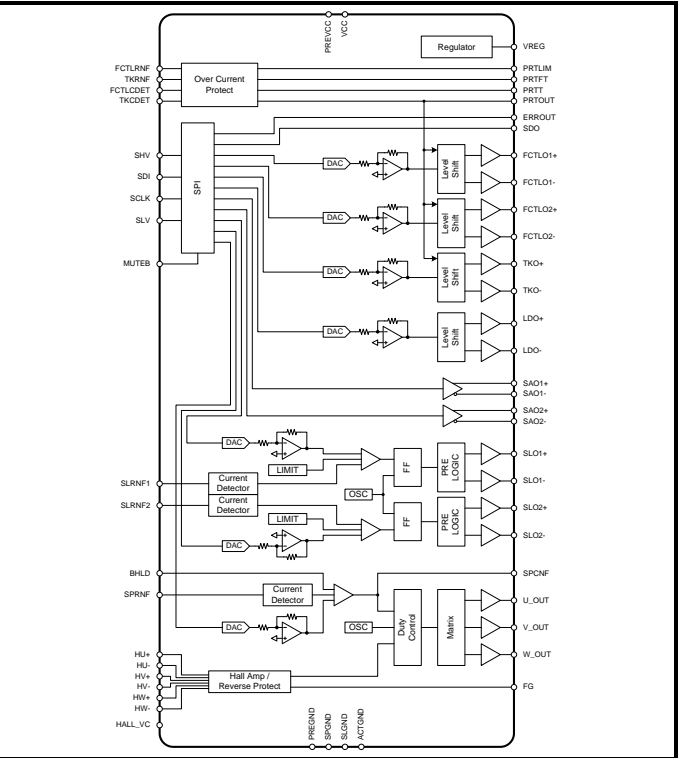 PREVCC
VCC
Regulator
VREG
FCTLRNF
TKRNF
FCTLCDET
TKCDET
Over Current
Protect
PRTLIM
PRTFT
PRTT
PRTOUT
ERROUT
SDO
SHV
SDI
SCLK
SLV
MUTEB
SPI
DAC
Level
Shift
FCTLO1+
FCTLO1-
DAC
Level
Shift
FCTLO2+
FCTLO2-
DAC
Level
Shift
TKO+
TKO-
DAC
Level
Shift
LDO+
LDO-
SAO1+
SAO1-
SAO2+
SAO2-
DAC
LIMIT
SLRNF1
Current
Detector
SLRNF2
Current
Detector
LIMIT
DAC
OSC
FF
FF
PRE
LOGIC
PRE
LOGIC
SLO1+
SLO1-
SLO2+
SLO2-
BHLD
SPRNF
Current
Detector
DAC
OSC
Duty
Control
Matrix
SPCNF
U_OUT
V_OUT
W_OUT
HU+
HU-
HV+
HV-
HW+
HW-
Hall Amp /
Reverse Protect
FG
HALL_VC
PREGND
SPGND
SLGND
ACTGND